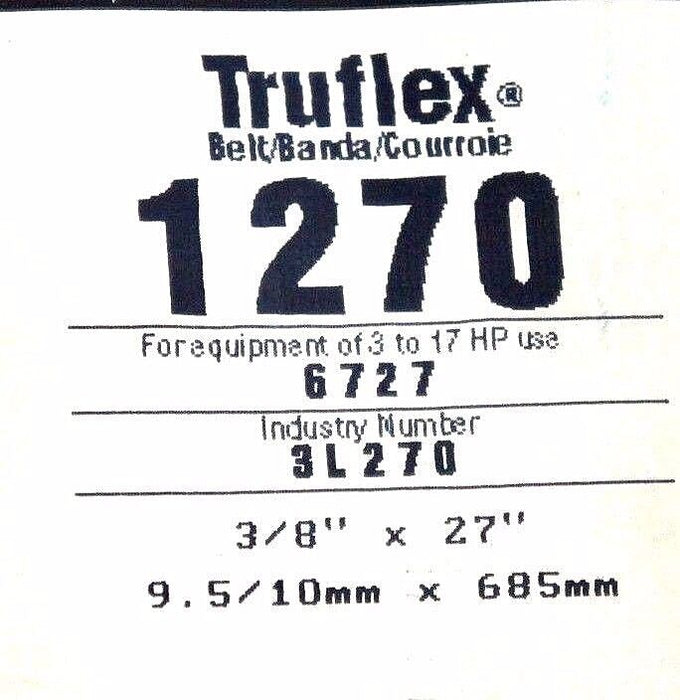 Truflex®
Belt/Banda/Courroie
1270
For equipment of 3 to 17 HP use
6727
Industry Number
3L270
3/8" x 27"
9.5/10mm x 685mm